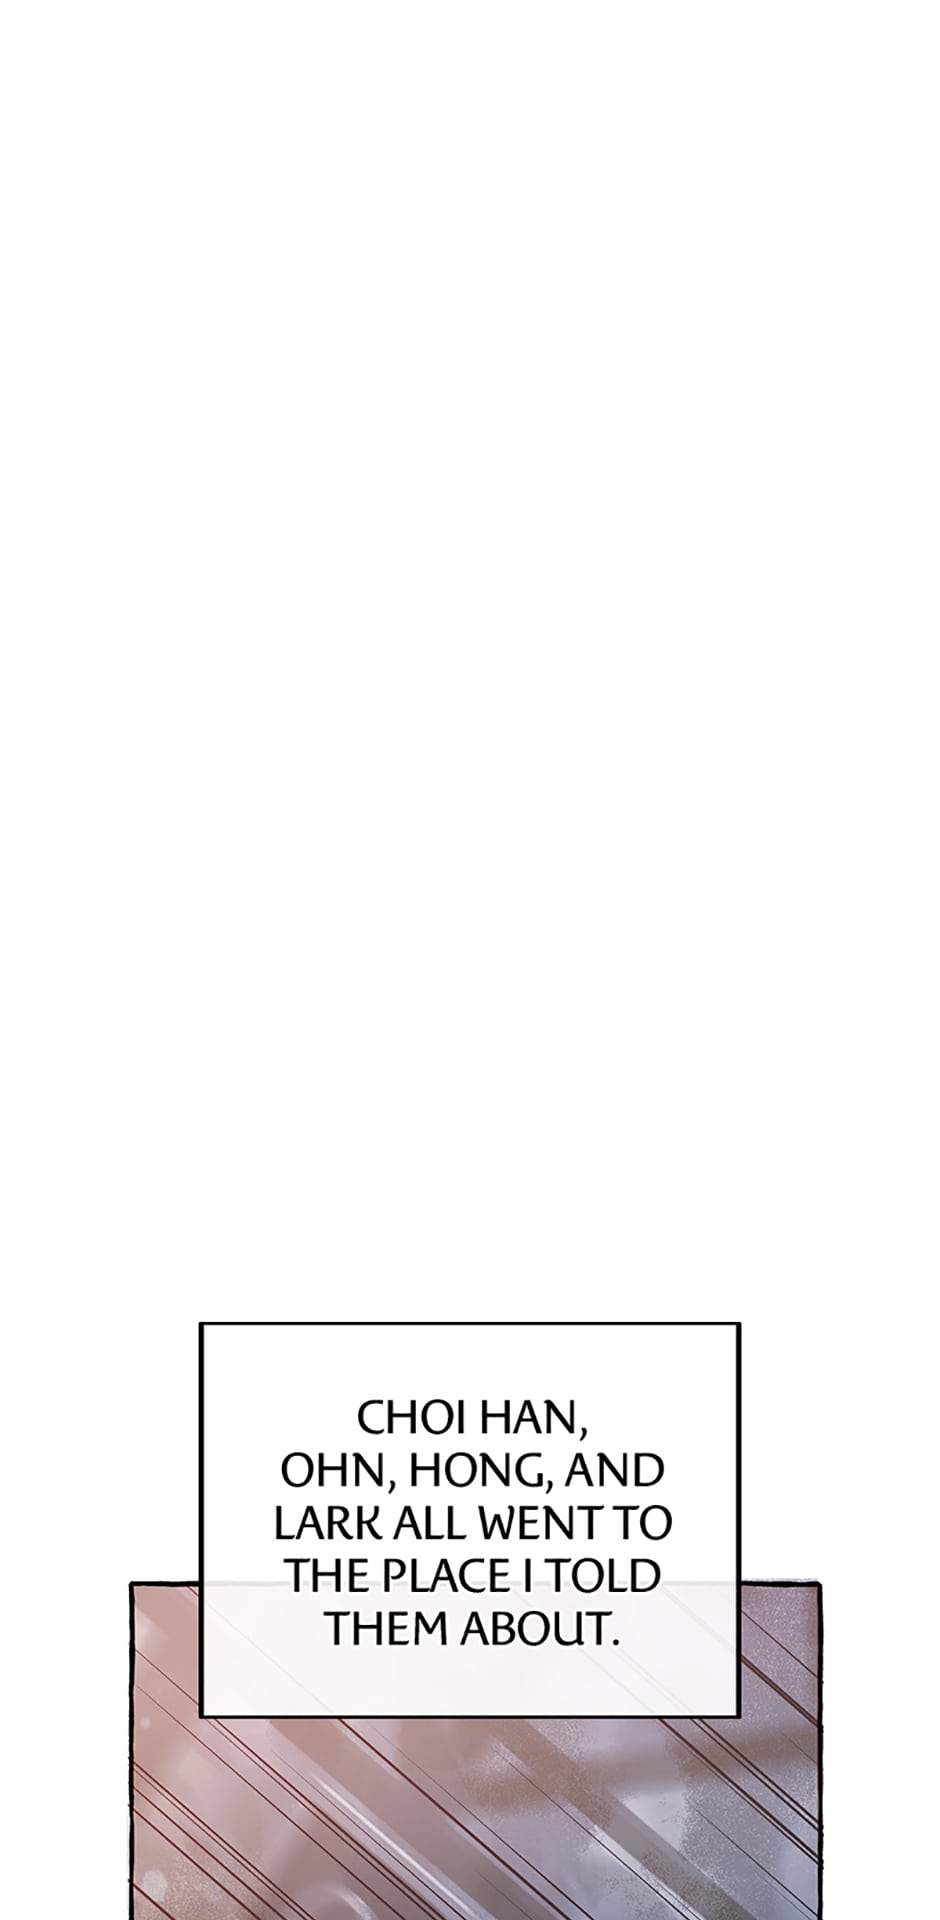 CHOI HAN,
OHN, HONG, AND
LARK ALL WENT TO
THE PLACE I TOLD
THEM ABOUT.